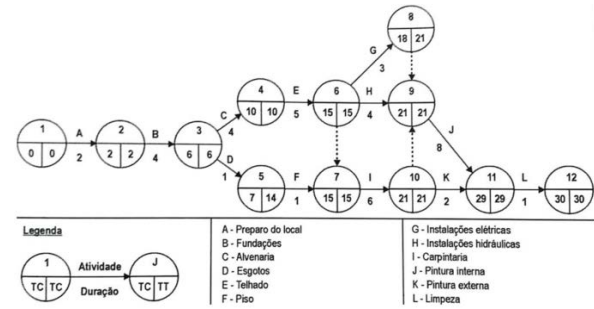 8
18 21
G
3
4
10 10
E
5
6
15 15
H
4
9
21 21
C
4
1
0 0
A
2
2
2 2
B
4
3
6 6
J
8
D
1
5
7 14
F
1
7
15 15
I
6
10
21 21
K
2
11
29 29
L
1
12
30 30
Legenda
1
TC TC
Atividade
Duração
J
TC TT
A - Preparo do local
B - Fundações
C - Alvenaria
D - Esgotos
E - Telhado
F - Piso
G - Instalações elétricas
H - Instalações hidráulicas
I - Carpintaria
J - Pintura interna
K - Pintura externa
L - Limpeza